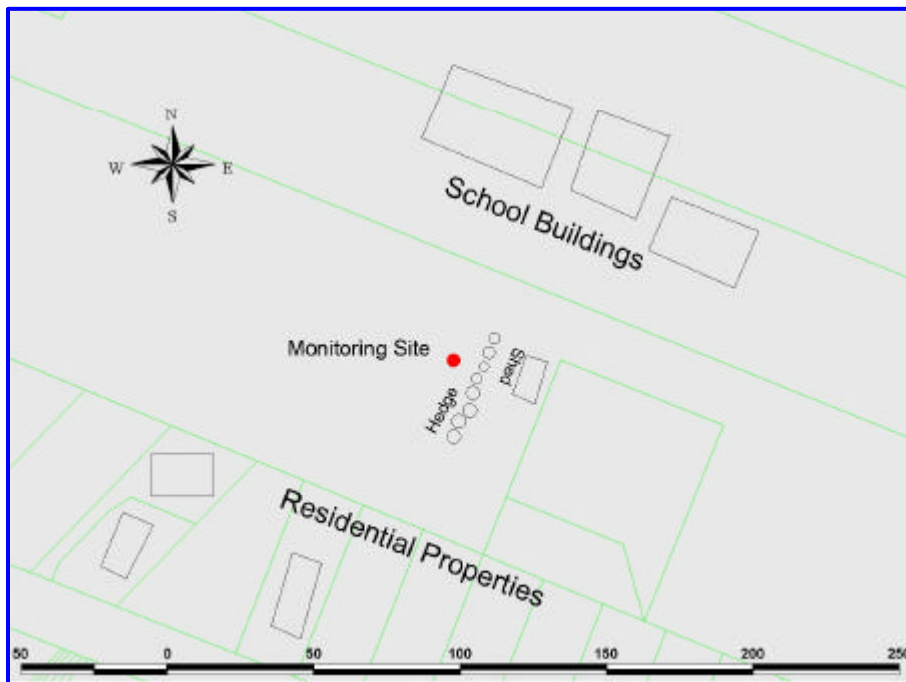 N
W E
S
School Buildings
Monitoring Site
Shed
Hedge
Residential Properties
50 0 50 100 150 200 250